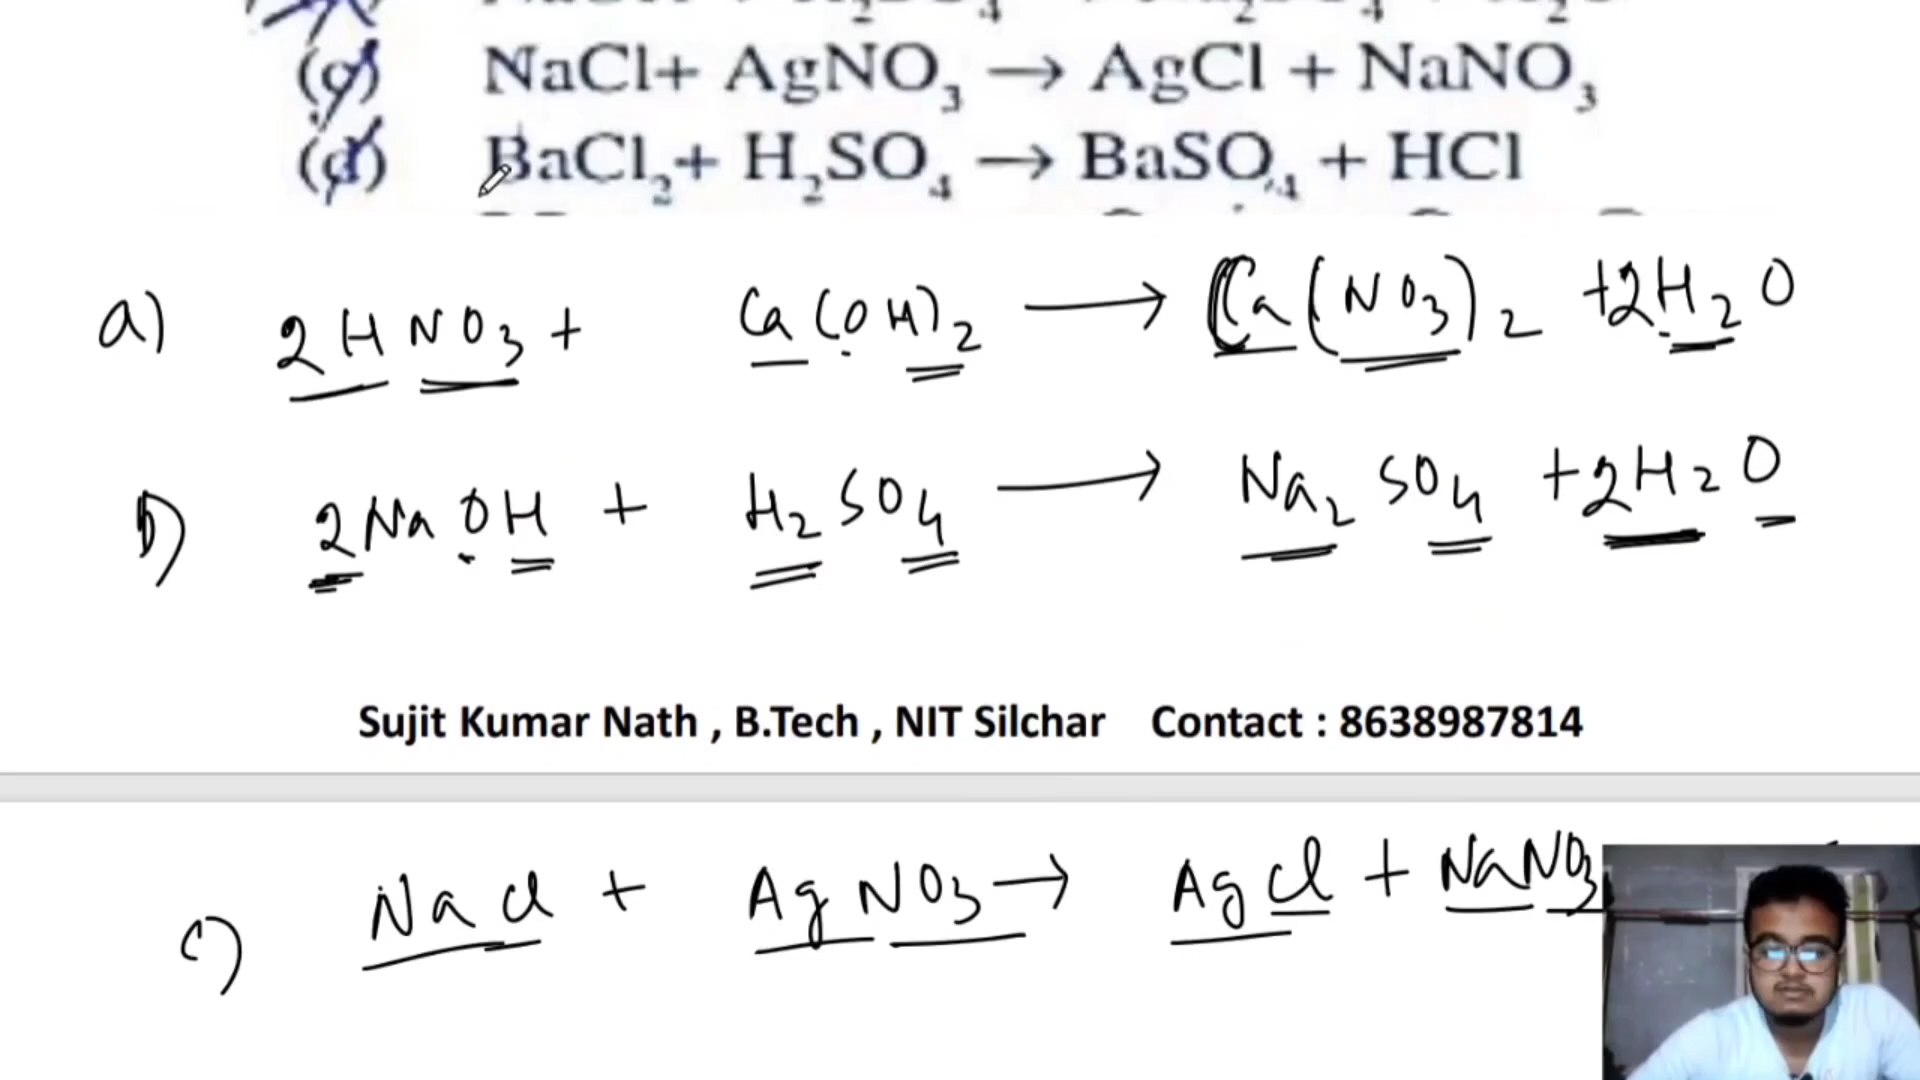 (c) NaCl+ AgNO₃ → AgCl + NaNO₃
(d) BaCl₂+ H₂SO₄ → BaSO₄ + HCl
a) 2HNO₃ + Ca(OH)₂ → Ca(NO₃)₂ +2H₂O
b) 2NaOH + H₂SO₄ → Na₂SO₄ +2H₂O
Sujit Kumar Nath , B.Tech , NIT Silchar Contact : 8638987814
c) NaCl + AgNO₃ → AgCl + NaNO₃